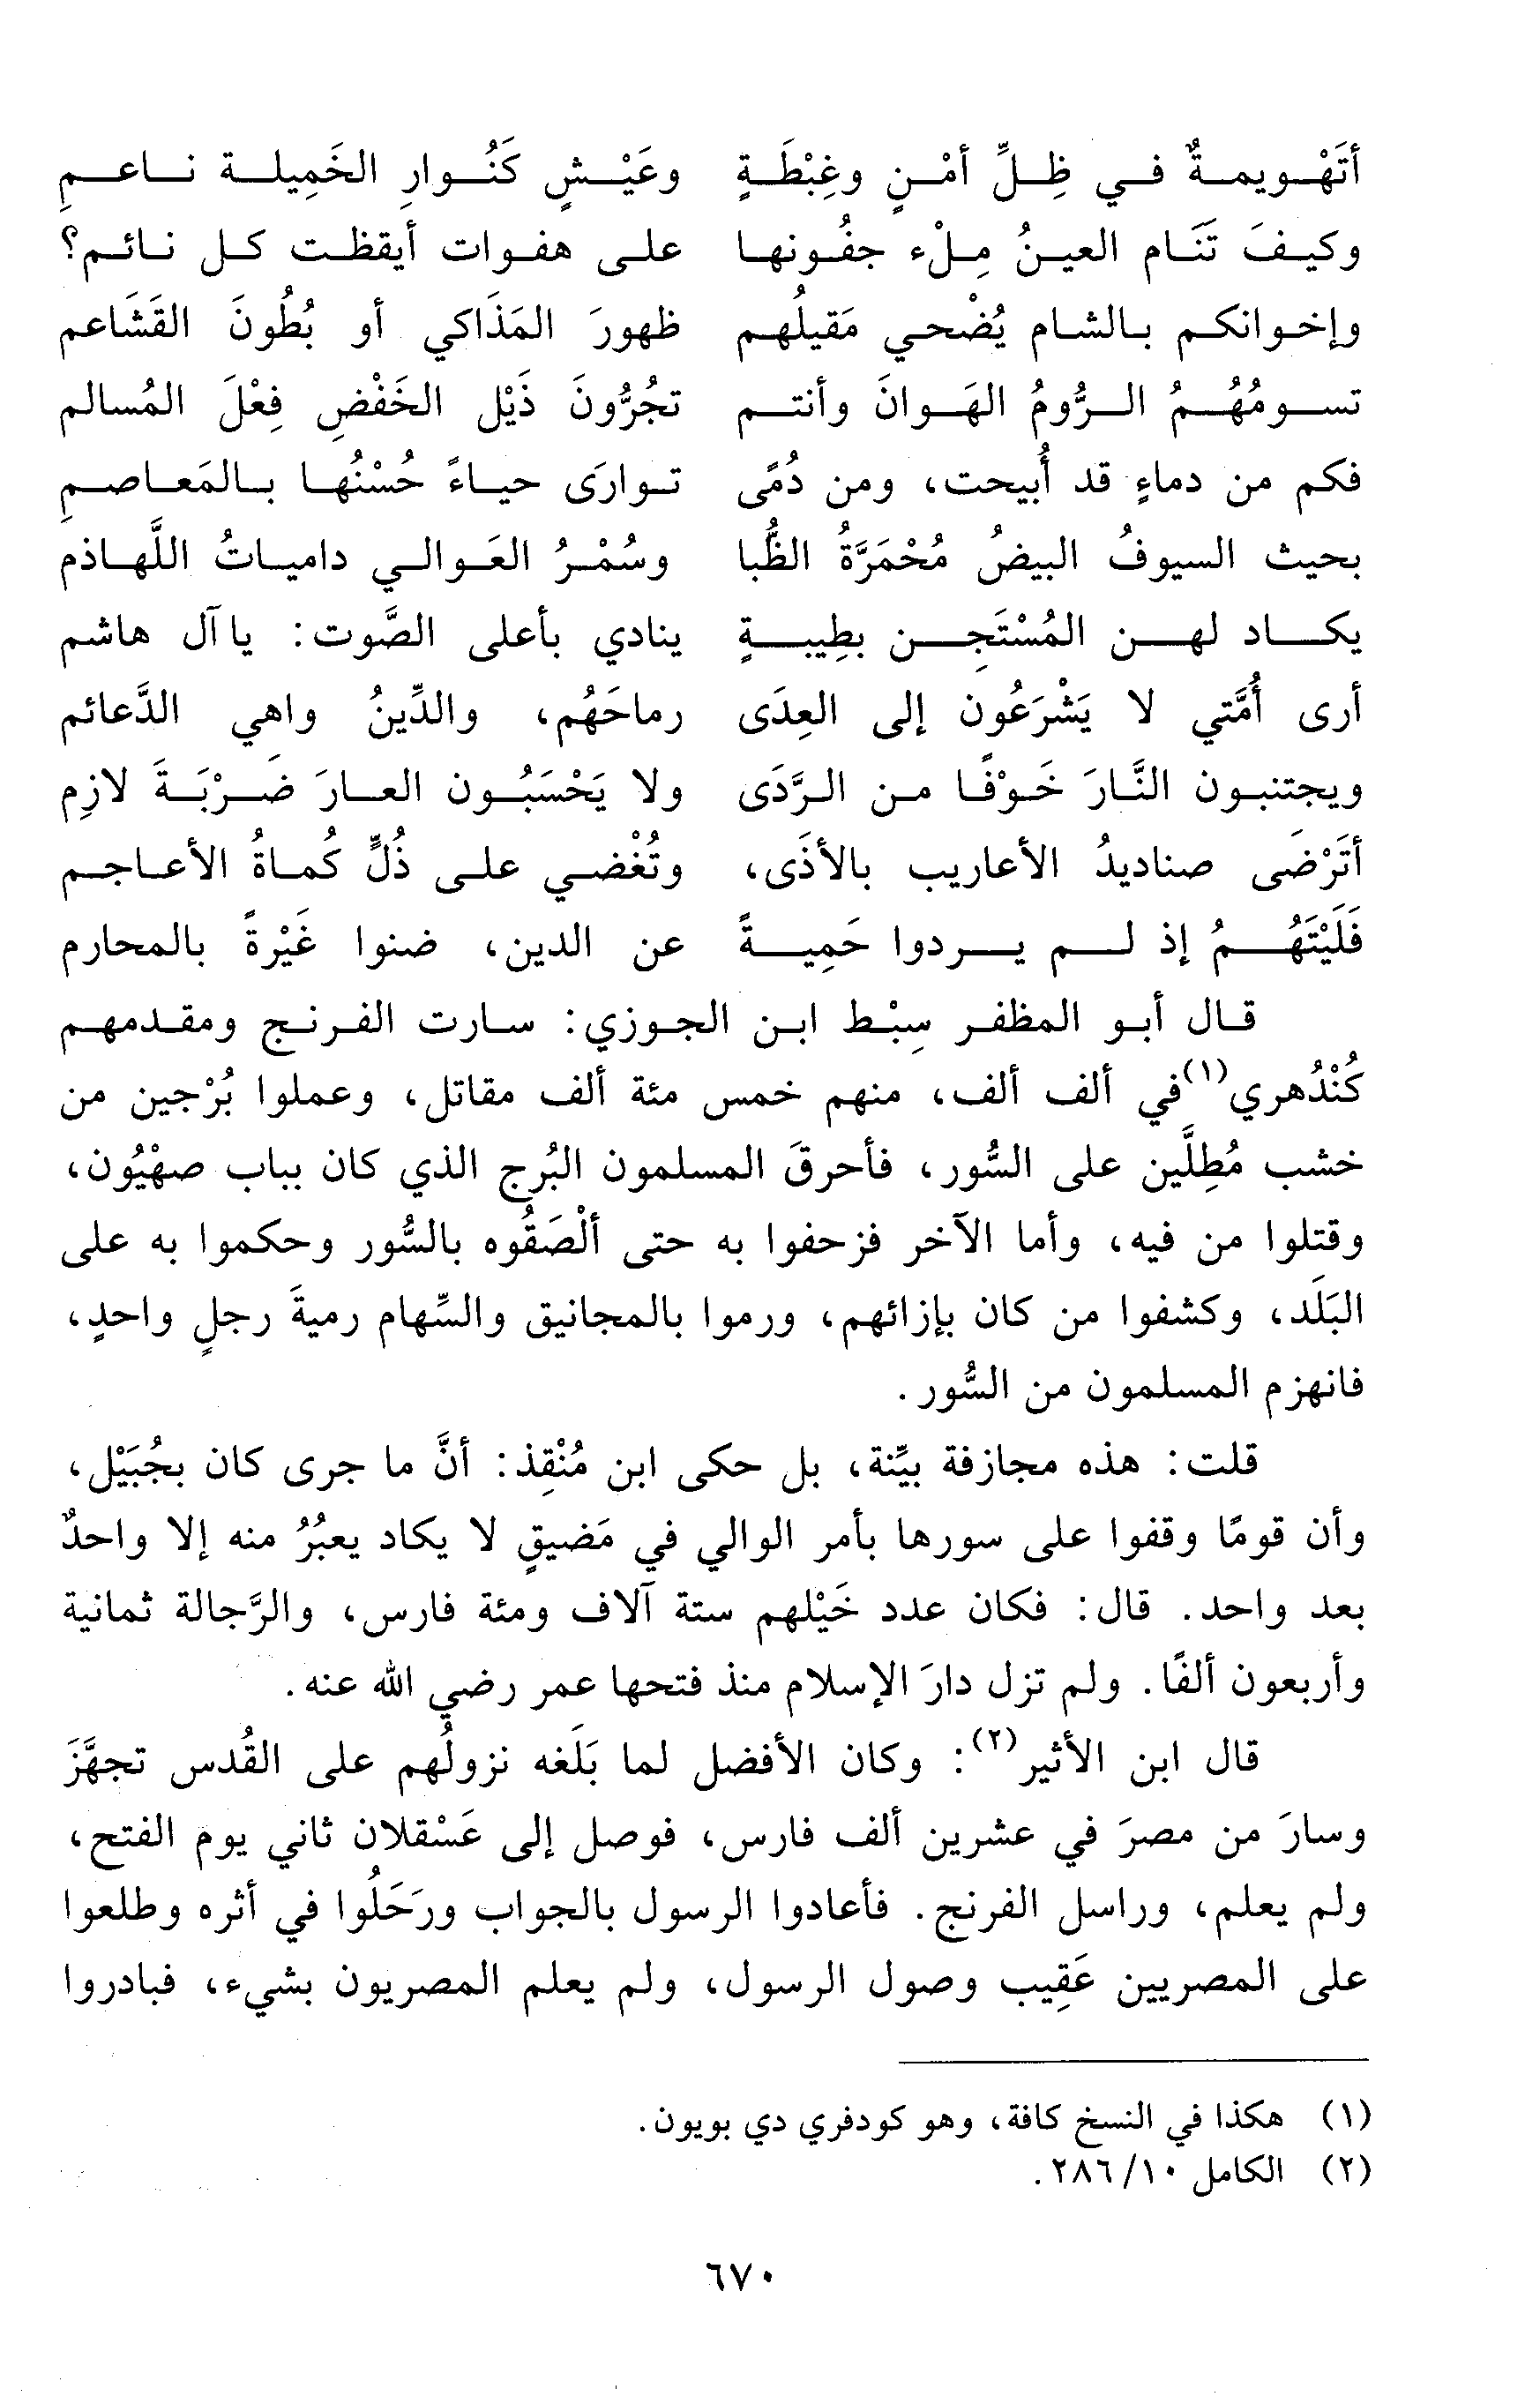 أتَهْويمةٌ في ظِلِّ أمْنٍ وغِبْطَةٍ وعَيْشٍ كَنُوارِ الخَمِيلة ناعمِ
وكيفَ تَنَام العينُ مِلْء جفُونها على هفوات أيقظت كل نائم؟
وإخوانكم بالشام يُضْحي مَقيلُهم ظهورَ المَذَاكي أو بُطُونَ القَشَاعم
تسومُهُمُ الرُّومُ الهَوانَ وأنتم تجُرُّونَ ذَيْل الخَفْضِ فِعْلَ المُسالم
فكم من دماءٍ قد أُبيحت، ومن دُمًى توارَى حياءً حُسْنُها بالمَعاصمِ
بحيث السيوفُ البيضُ مُحْمَرَّةُ الظُّبا وسُمْرُ العَوالي دامياتُ اللَّهاذم
يكاد لهن المُسْتَجِن بطِيبةٍ ينادي بأعلى الصَّوت: يا آل هاشم
أرى أُمَّتي لا يَشْرَعُون إلى العِدَى رماحَهُم، والدِّينُ واهي الدَّعائم
ويجتنبون النَّارَ خَوْفًا من الرَّدَى ولا يَحْسَبُون العارَ ضَرْبَةَ لازِم
أتَرْضَى صناديدُ الأعاريب بالأذَى، وتُغْضي على ذُلٍّ كُماةُ الأعاجم
فَلَيْتَهُمُ إذ لم يردوا حَمِيةً عن الدين، ضنوا غَيْرةً بالمحارم
قال أبو المظفر سِبْط ابن الجوزي: سارت الفرنج ومقدمهم
كُنْدُهري(١) في ألف ألف، منهم خمس مئة ألف مقاتل، وعملوا بُرْجين من
خشب مُطِلَّين على السُّور، فأحرقَ المسلمون البُرج الذي كان بباب صهْيُون،
وقتلوا من فيه، وأما الآخر فزحفوا به حتى ألْصَقُوه بالسُّور وحكموا به على
البَلَد، وكشفوا من كان بإزائهم، ورموا بالمجانيق والسِّهام رميةَ رجلٍ واحدٍ،
فانهزم المسلمون من السُّور.
قلت: هذه مجازفة بيِّنة، بل حكى ابن مُنْقِذ: أنَّ ما جرى كان بجُبَيْل،
وأن قومًا وقفوا على سورها بأمر الوالي في مَضيقٍ لا يكاد يعبُرُ منه إلا واحدٌ
بعد واحد. قال: فكان عدد خَيْلهم ستة آلاف ومئة فارس، والرَّجالة ثمانية
وأربعون ألفًا. ولم تزل دارَ الإسلام منذ فتحها عمر رضي الله عنه.
قال ابن الأثير(٢): وكان الأفضل لما بَلَغه نزولُهم على القُدس تجهَّزَ
وسارَ من مصرَ في عشرين ألف فارس، فوصل إلى عَسْقلان ثاني يوم الفتح،
ولم يعلم، وراسل الفرنج. فأعادوا الرسول بالجواب ورَحَلُوا في أثره وطلعوا
على المصريين عَقِيب وصول الرسول، ولم يعلم المصريون بشيء، فبادروا
(١) هكذا في النسخ كافة، وهو كودفري دي بويون.
(٢) الكامل ١٠/ ٢٨٦.
٦٧٠